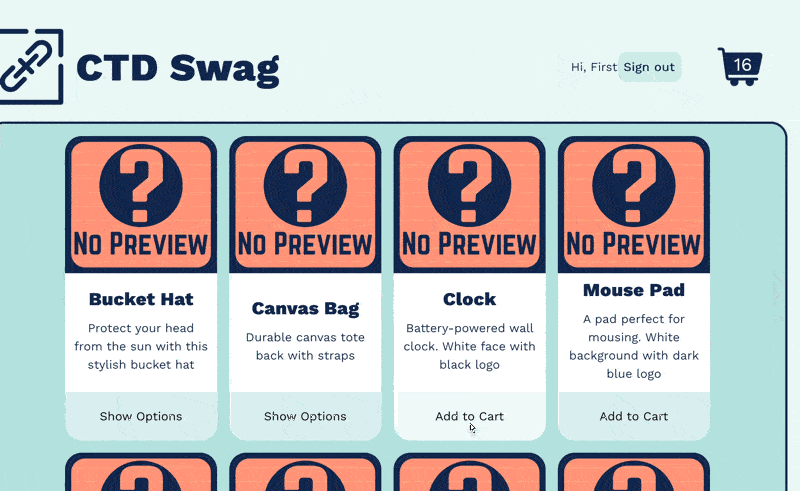 CTD Swag
Hi, First Sign out
16
?
No Preview
Bucket Hat
Protect your head
from the sun with this
stylish bucket hat
Show Options
?
No Preview
Canvas Bag
Durable canvas tote
back with straps
Show Options
?
No Preview
Clock
Battery-powered wall
clock. White face with
black logo
Add to Cart
?
No Preview
Mouse Pad
A pad perfect for
mousing. White
background with dark
blue logo
Add to Cart